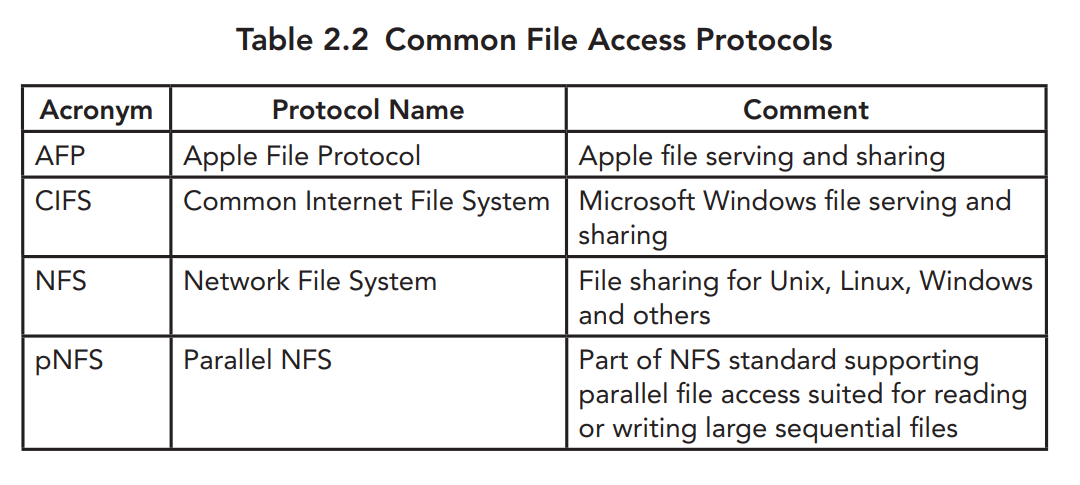 Table 2.2 Common File Access Protocols
Acronym Protocol Name Comment
AFP Apple File Protocol Apple file serving and sharing
CIFS Common Internet File System Microsoft Windows file serving and
sharing
NFS Network File System File sharing for Unix, Linux, Windows
and others
pNFS Parallel NFS Part of NFS standard supporting
parallel file access suited for reading
or writing large sequential files